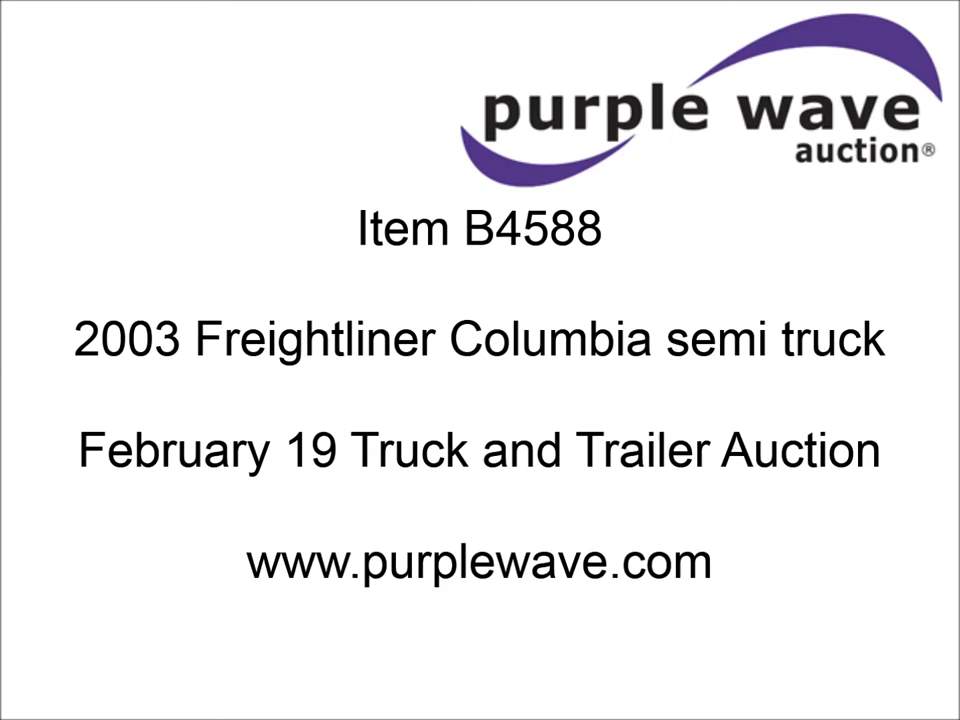 purple wave
auction®
Item B4588
2003 Freightliner Columbia semi truck
February 19 Truck and Trailer Auction
www.purplewave.com